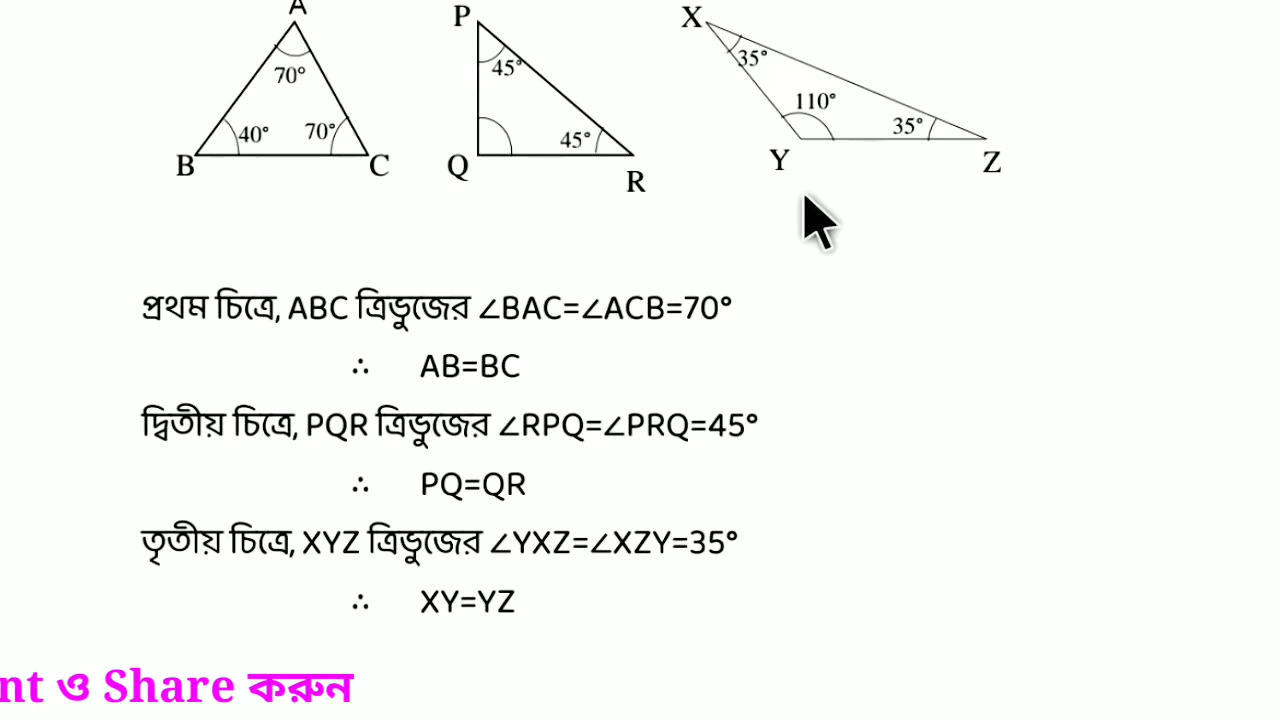 A
P
X
35°
45°
70°
110°
35°
40°
70°
45°
B
C
Q
R
Y
Z
প্রথম চিত্রে, ABC ত্রিভুজের ∠BAC=∠ACB=70°
∴ AB=BC
দ্বিতীয় চিত্রে, PQR ত্রিভুজের ∠RPQ=∠PRQ=45°
∴ PQ=QR
তৃতীয় চিত্রে, XYZ ত্রিভুজের ∠YXZ=∠XZY=35°
∴ XY=YZ
nt ও Share করুন